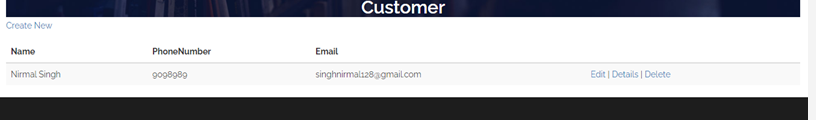 Customer
Create New
Name PhoneNumber Email
Nirmal Singh 9098989 singhnirmal128@gmail.com Edit | Details | Delete